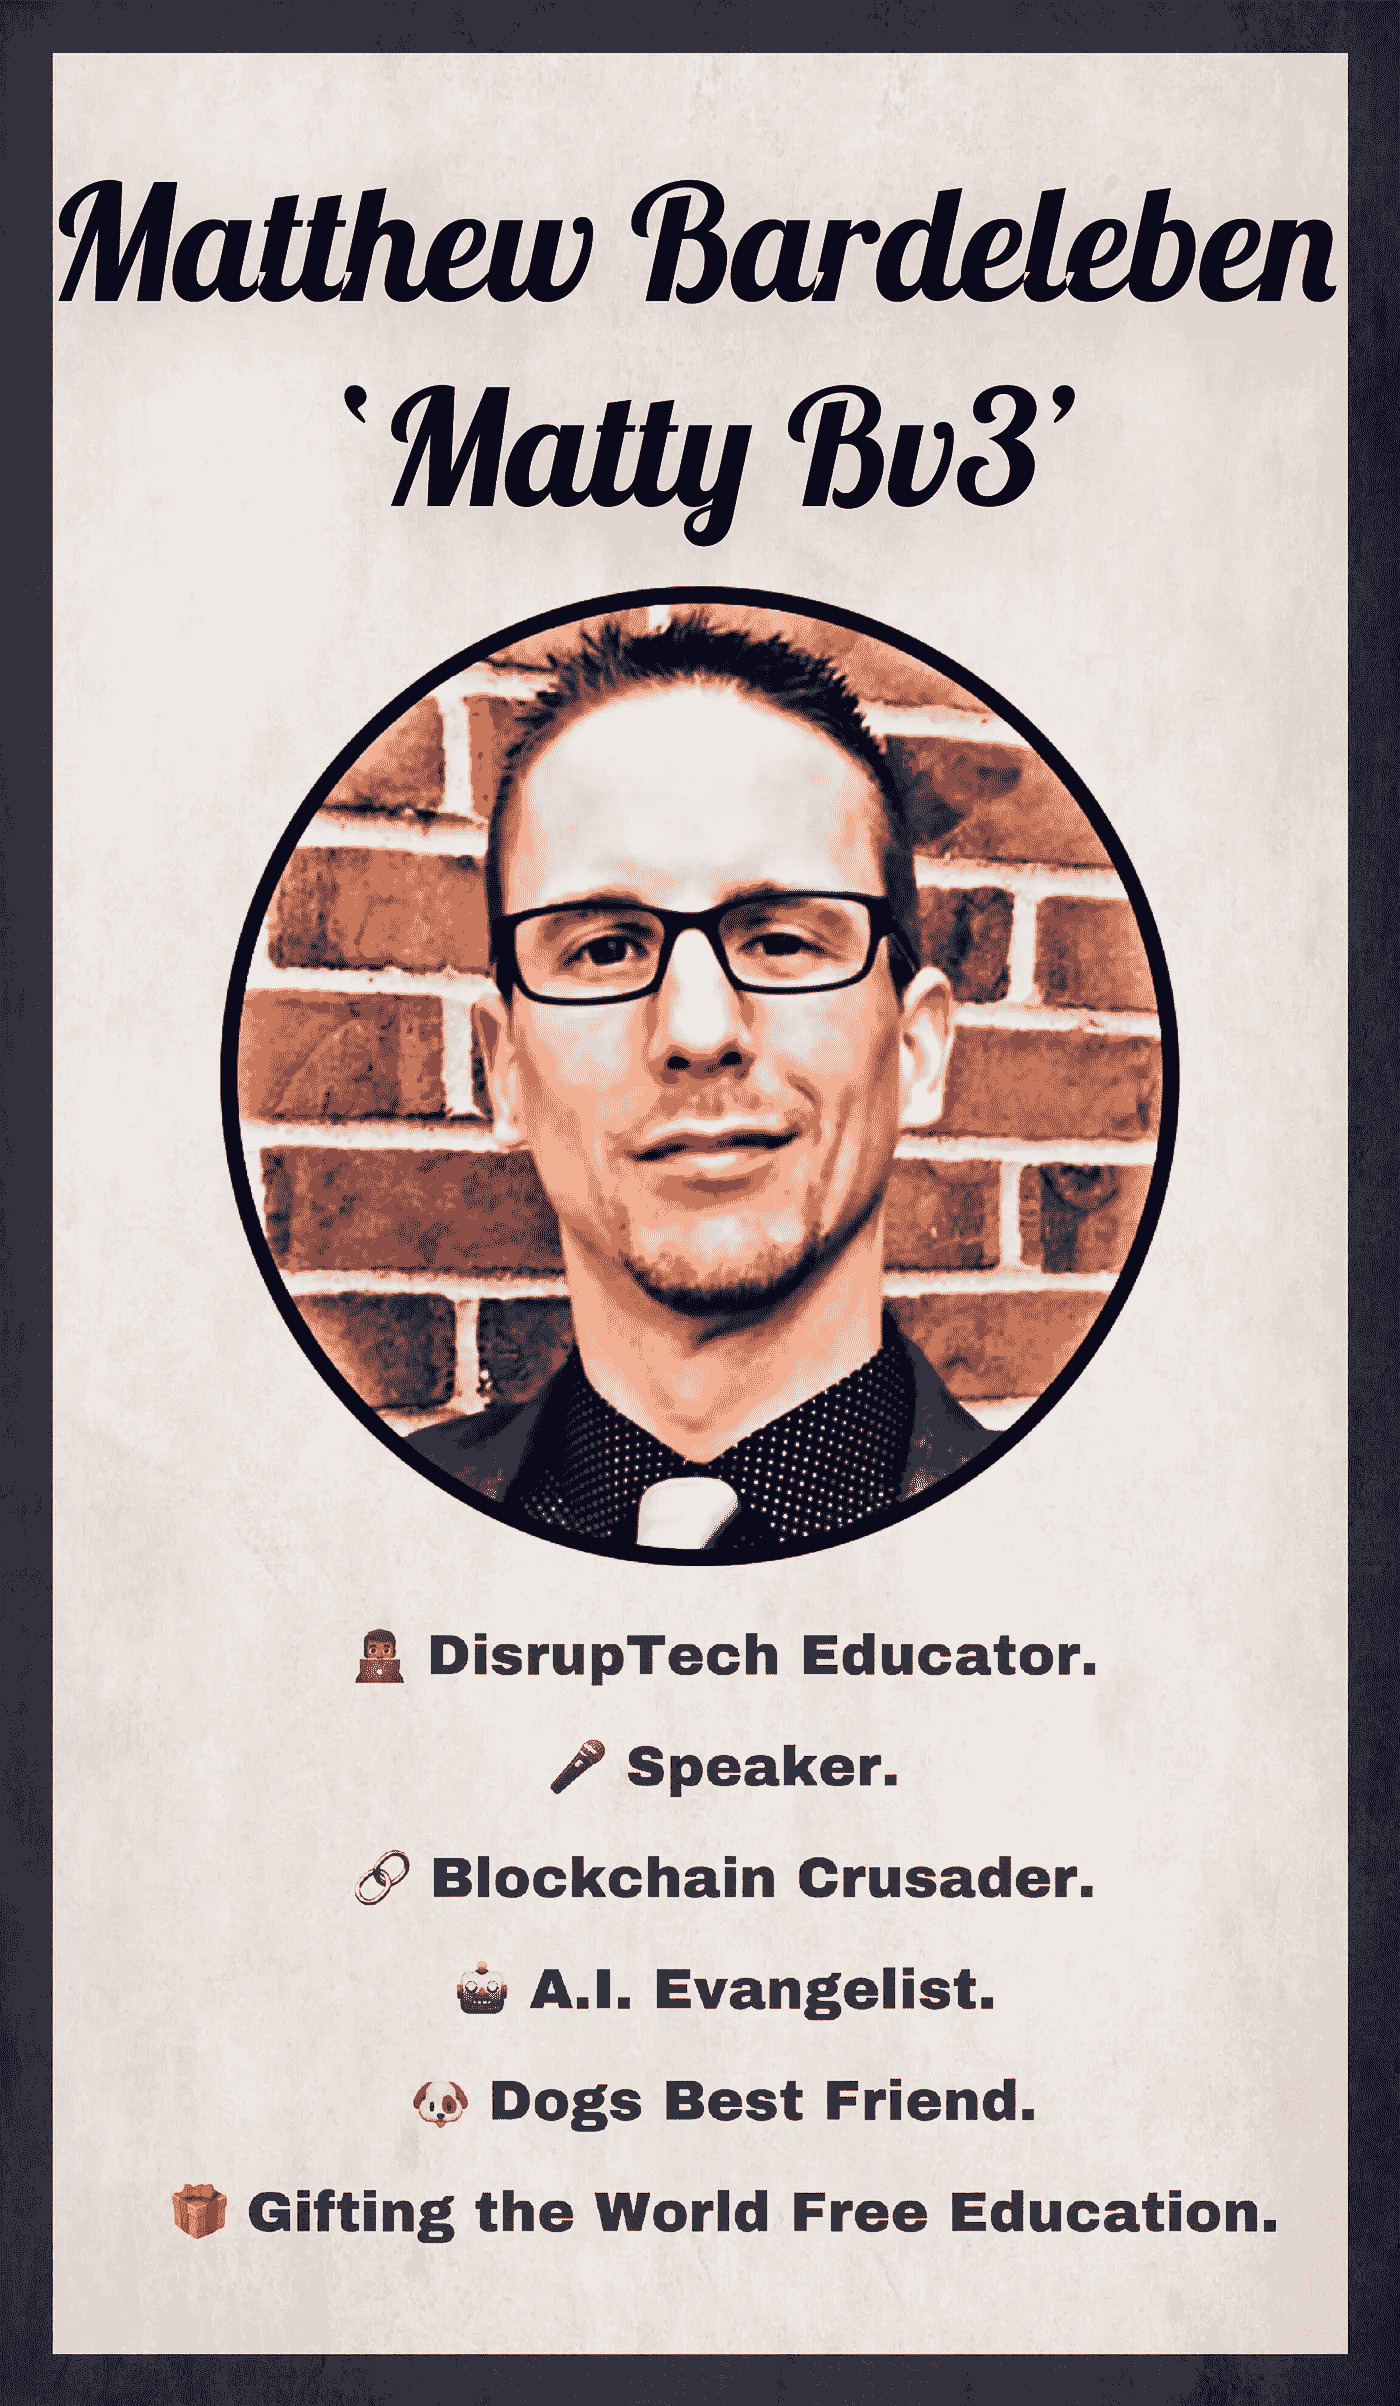 Matthew Bardeleben
‘Matty Bv3’
DisrupTech Educator.
Speaker.
Blockchain Crusader.
A.I. Evangelist.
Dogs Best Friend.
Gifting the World Free Education.